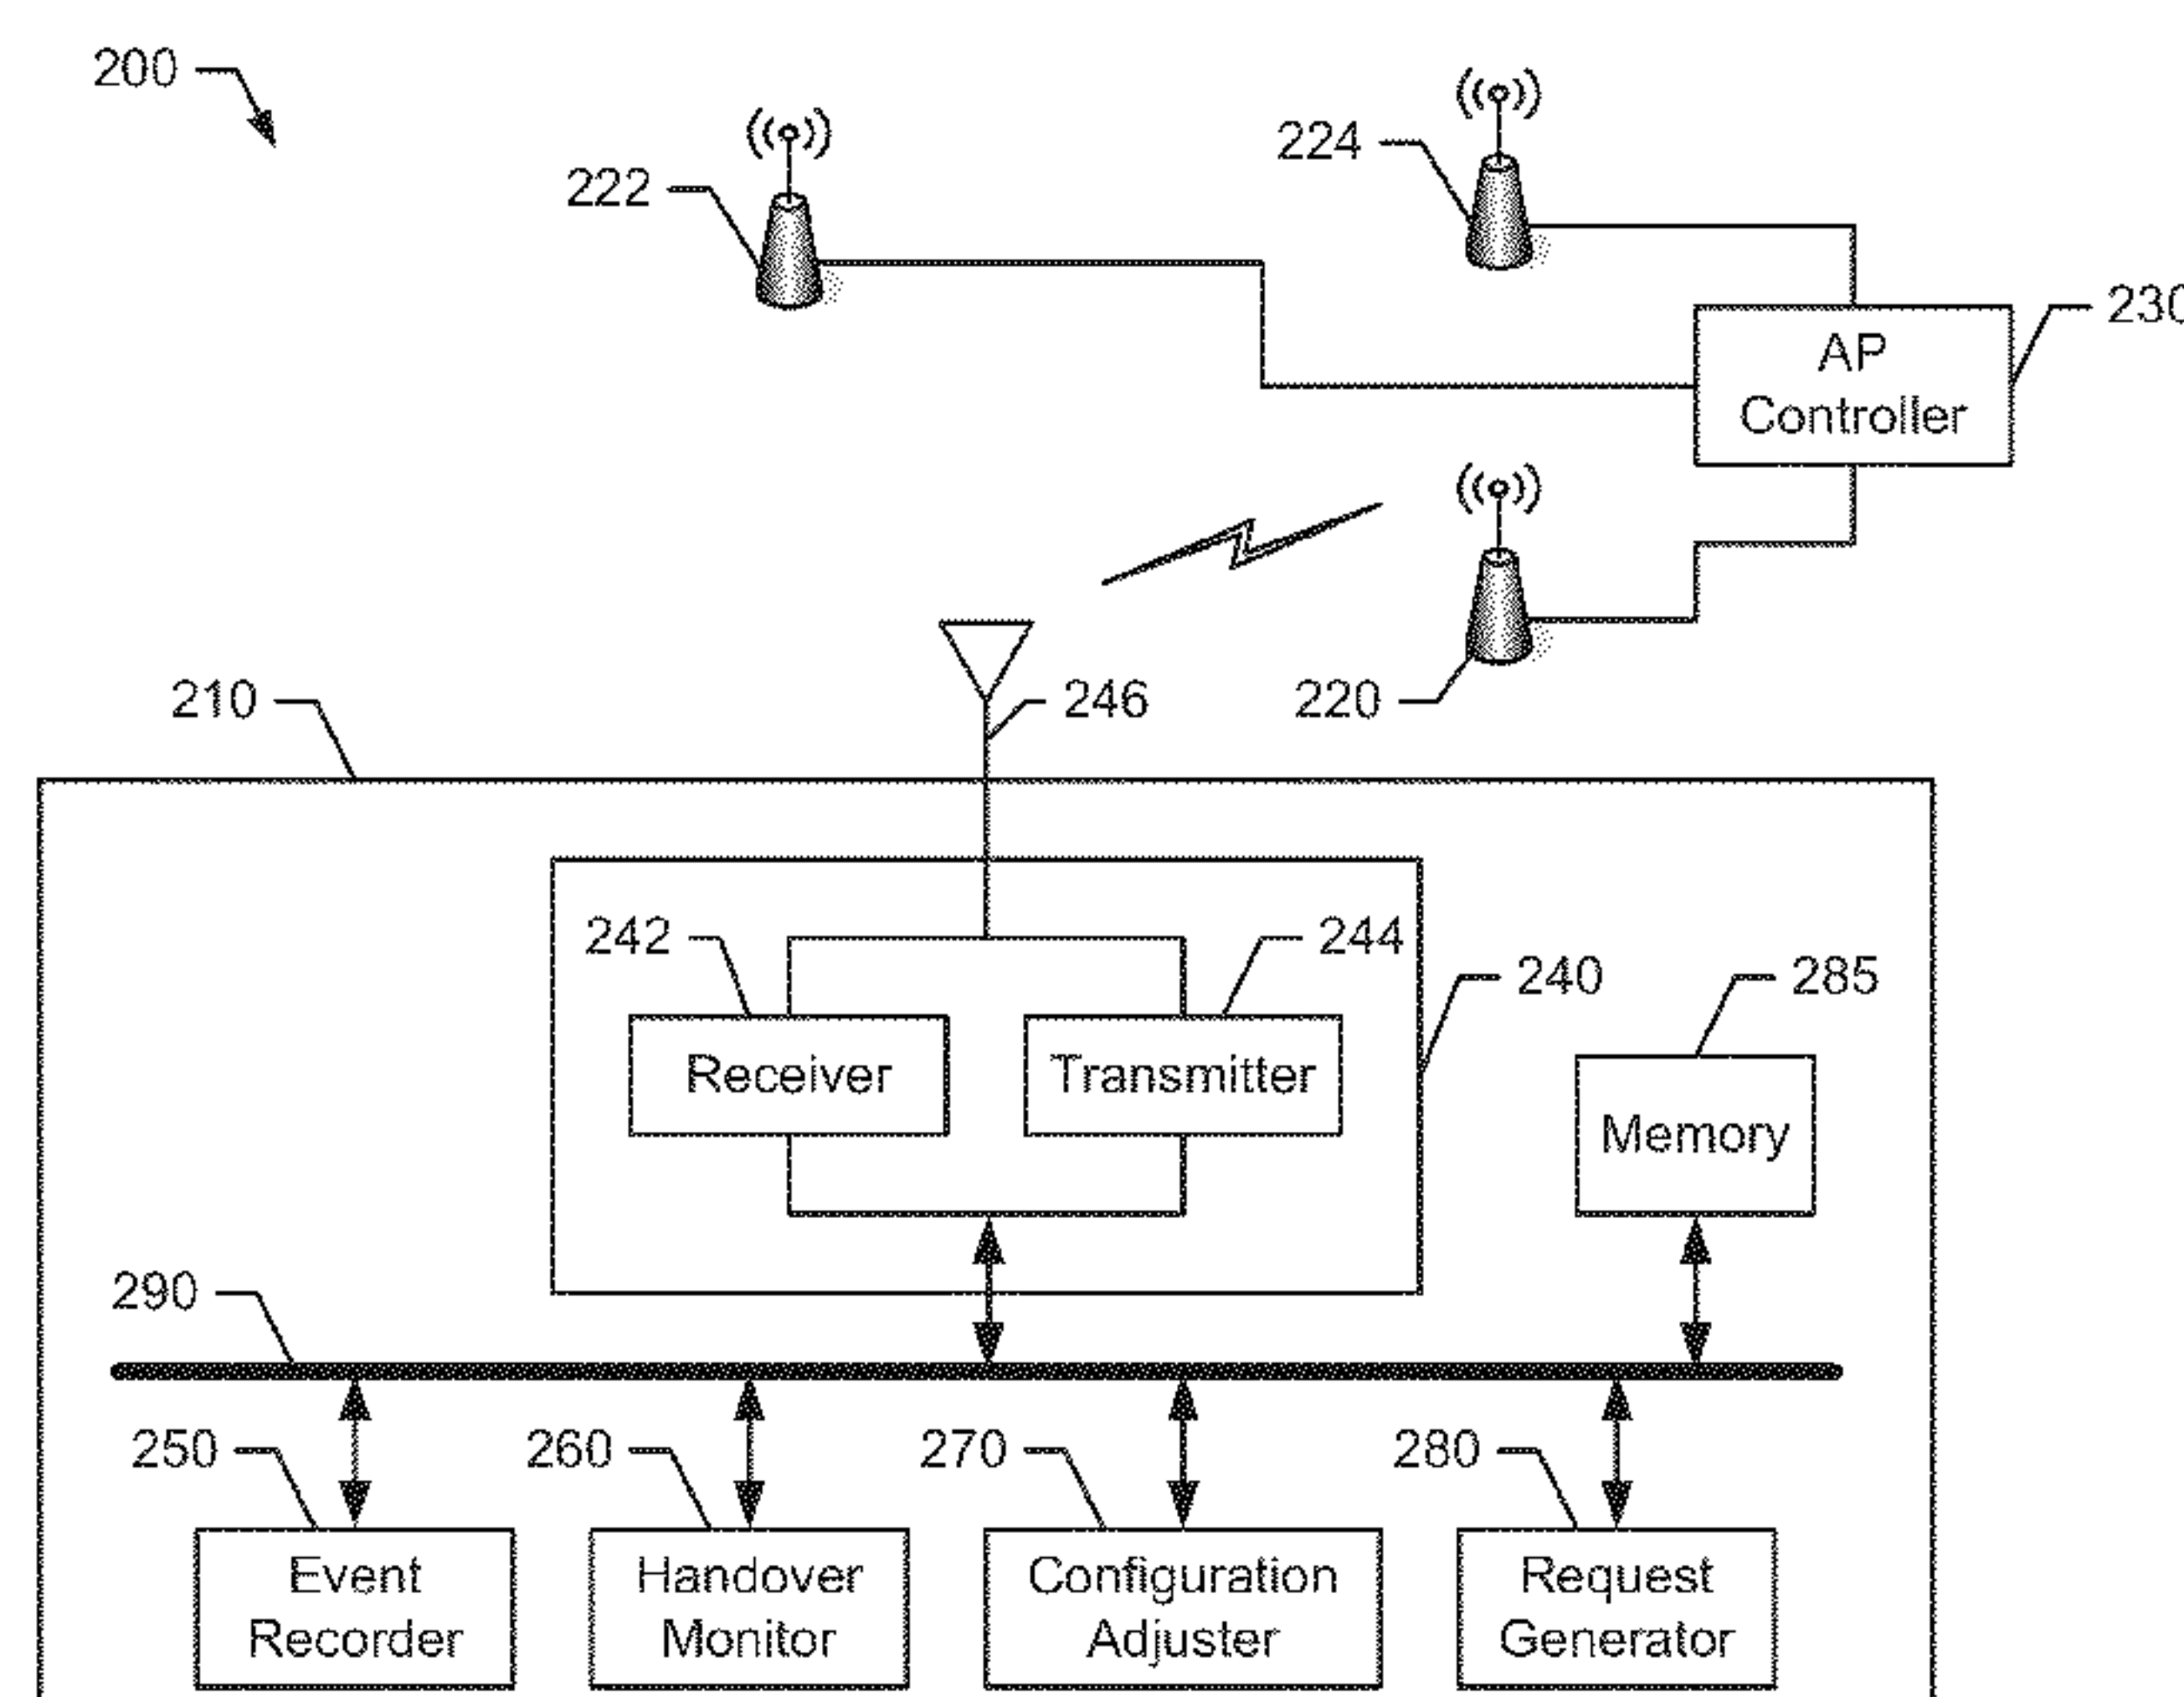 200
222
224
230
AP
Controller
210
246
220
242
244
240
285
Receiver
Transmitter
Memory
290
250
260
270
280
Event
Recorder
Handover
Monitor
Configuration
Adjuster
Request
Generator